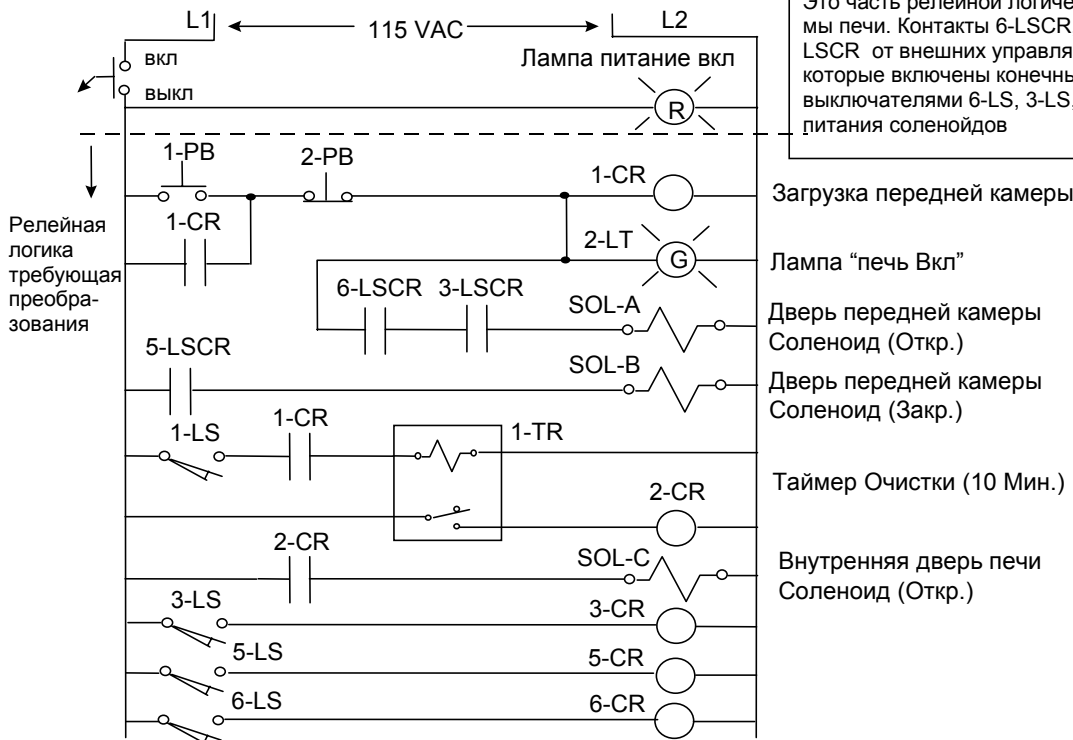 L1
115 VAC
L2
Это часть релейной логиче
мы печи. Контакты 6-LSCR
LSCR от внешних управля
которые включены конечны
выключателями 6-LS, 3-LS,
питания соленойдов
вкл
выкл
Лампа питание вкл
R
1-PB
2-PB
1-CR
Загрузка передней камеры
Релейная
логика
требующая
преобра-
зования
1-CR
2-LT
G
Лампа “печь Вкл”
6-LSCR
3-LSCR
SOL-A
Дверь передней камеры
Соленоид (Откр.)
5-LSCR
SOL-B
Дверь передней камеры
Соленоид (Закр.)
1-LS
1-CR
1-TR
Таймер Очистки (10 Мин.)
2-CR
2-CR
SOL-C
Внутренняя дверь печи
Соленоид (Откр.)
3-LS
3-CR
5-LS
5-CR
6-LS
6-CR